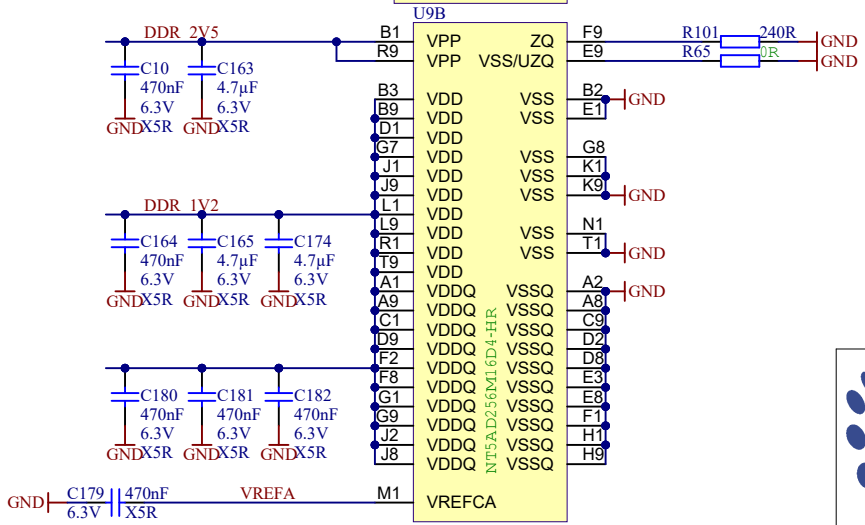 U9B
DDR_2V5
B1 VPP ZQ F9 R101 240R GND
R9 VPP VSS/UZQ E9 R65 0R GND
C10 C163
470nF 4.7µF
6.3V 6.3V
GND X5R GND X5R
B3 VDD VSS B2 GND
B9 VDD VSS E1
D1 VDD
G7 VDD VSS G8
J1 VDD VSS K1
J9 VDD VSS K9 GND
DDR_1V2
L1 VDD
L9 VDD VSS N1
R1 VDD VSS T1 GND
T9 VDD
C164 C165 C174
470nF 4.7µF 4.7µF
6.3V 6.3V 6.3V
GND X5R GND X5R GND X5R
A1 VDDQ VSSQ A2 GND
A9 VDDQ VSSQ A8
C1 VDDQ VSSQ C9
D9 VDDQ VSSQ D2
F2 VDDQ VSSQ D8
F8 VDDQ VSSQ E3
G1 VDDQ VSSQ E8
G9 VDDQ VSSQ F1
J2 VDDQ VSSQ H1
J8 VDDQ VSSQ H9
NT5AD256M16D4-HR
C180 C181 C182
470nF 470nF 470nF
6.3V 6.3V 6.3V
GND X5R GND X5R GND X5R
GND C179 470nF VREFA M1 VREFCA
6.3V X5R